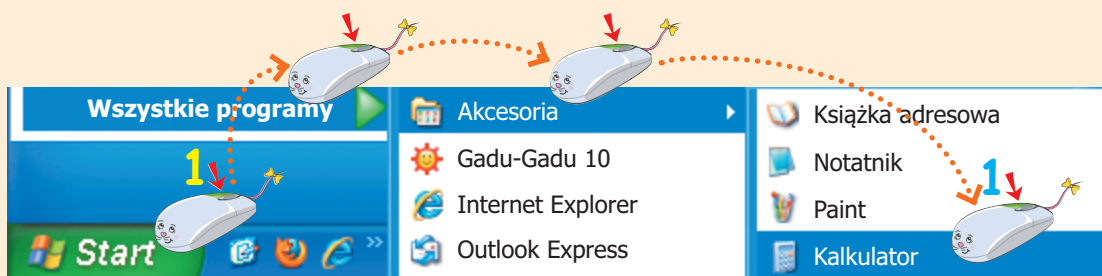 Wszystkie programy
1
Start
»
Akcesoria
Gadu-Gadu 10
Internet Explorer
Outlook Express
Książka adresowa
Notatnik
Paint
1
Kalkulator